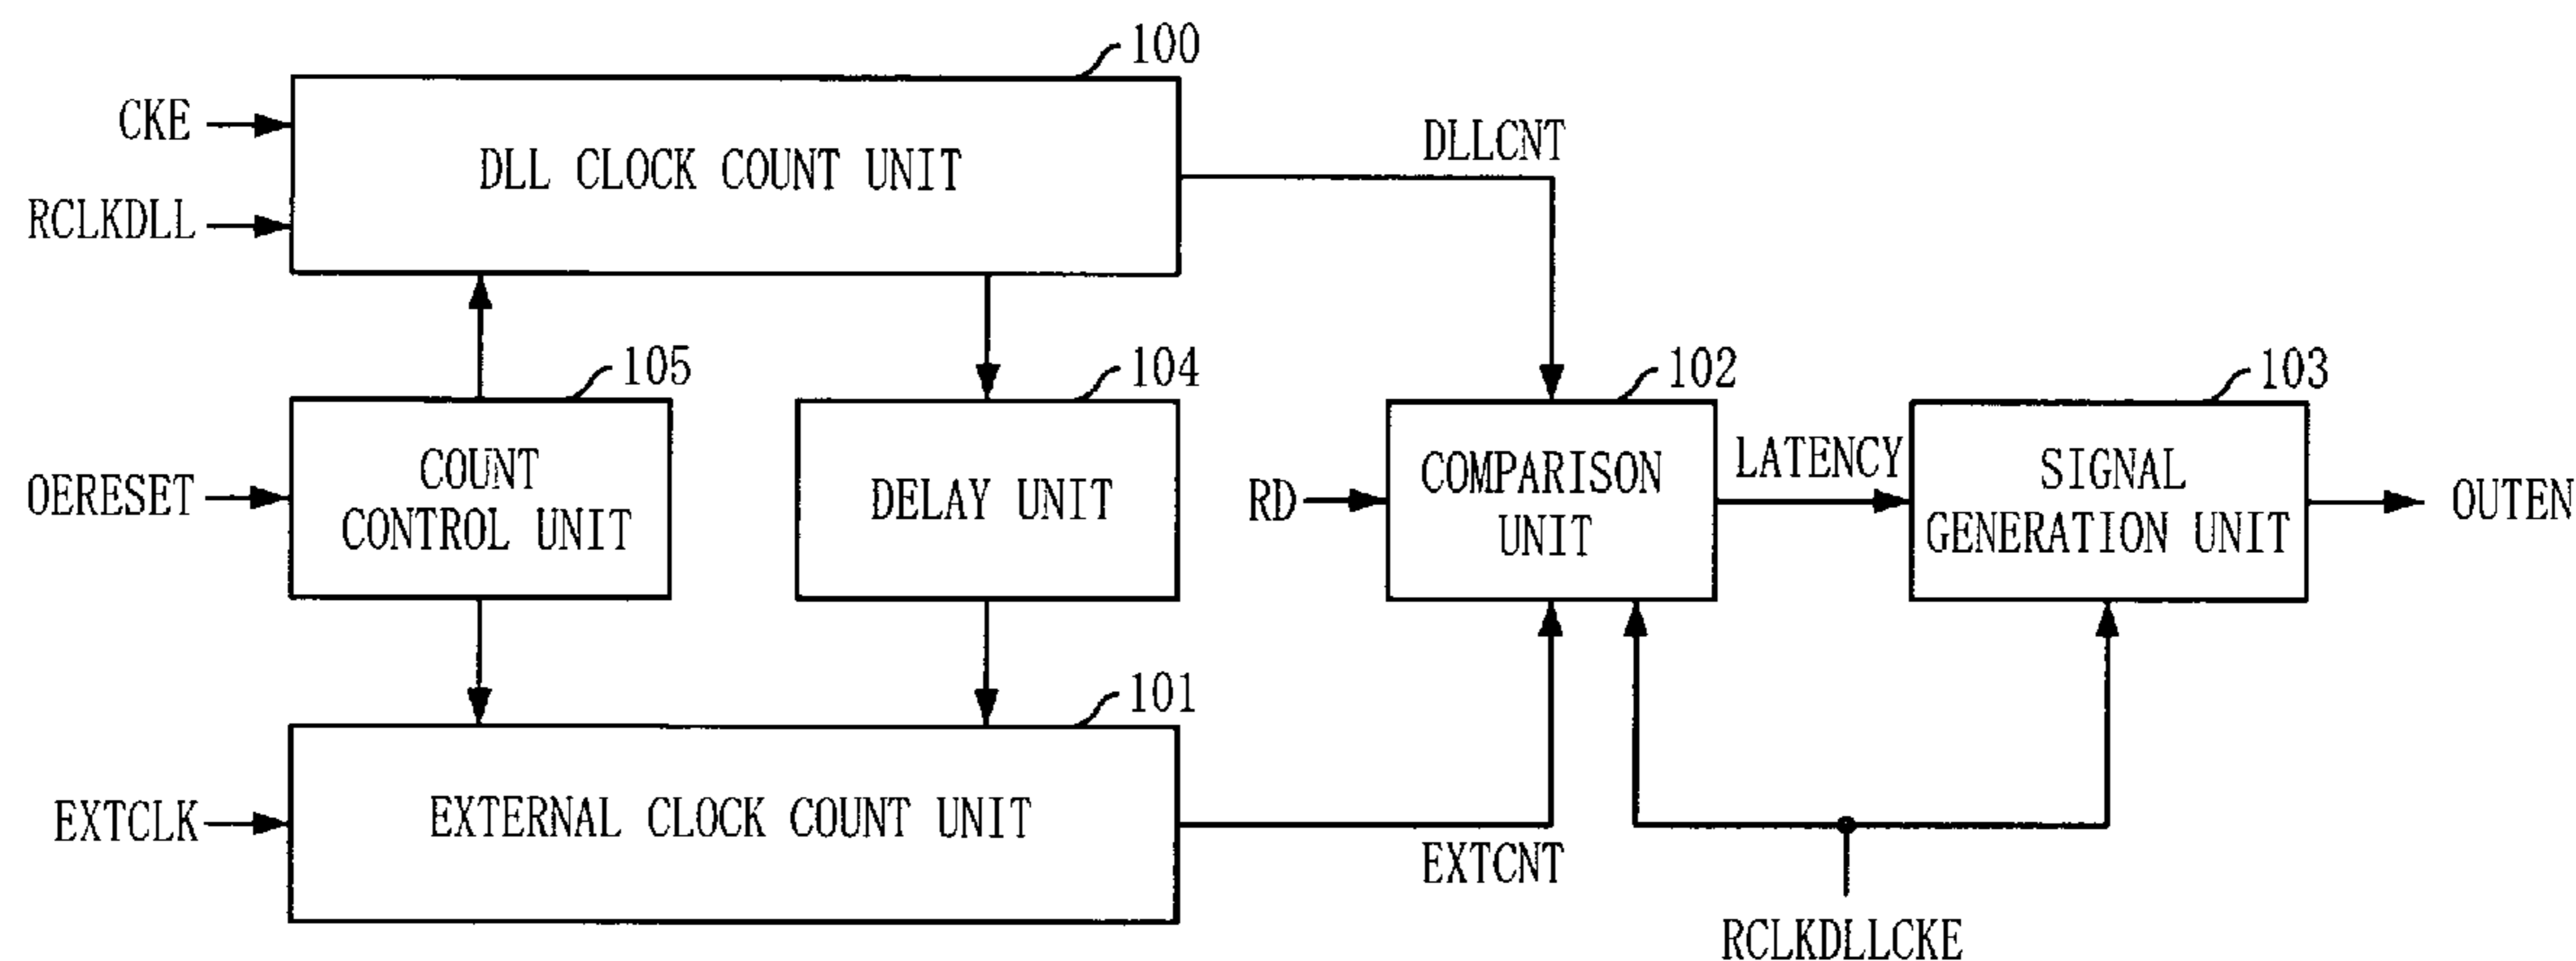 100
CKE
DLL CLOCK COUNT UNIT
DLLCNT
RCLKDLL
105
104
102
103
OERESET
COUNT
CONTROL UNIT
DELAY UNIT
RD
COMPARISON
UNIT
LATENCY
SIGNAL
GENERATION UNIT
OUTEN
101
EXTCLK
EXTERNAL CLOCK COUNT UNIT
EXTCNT
RCLKDLLCKE